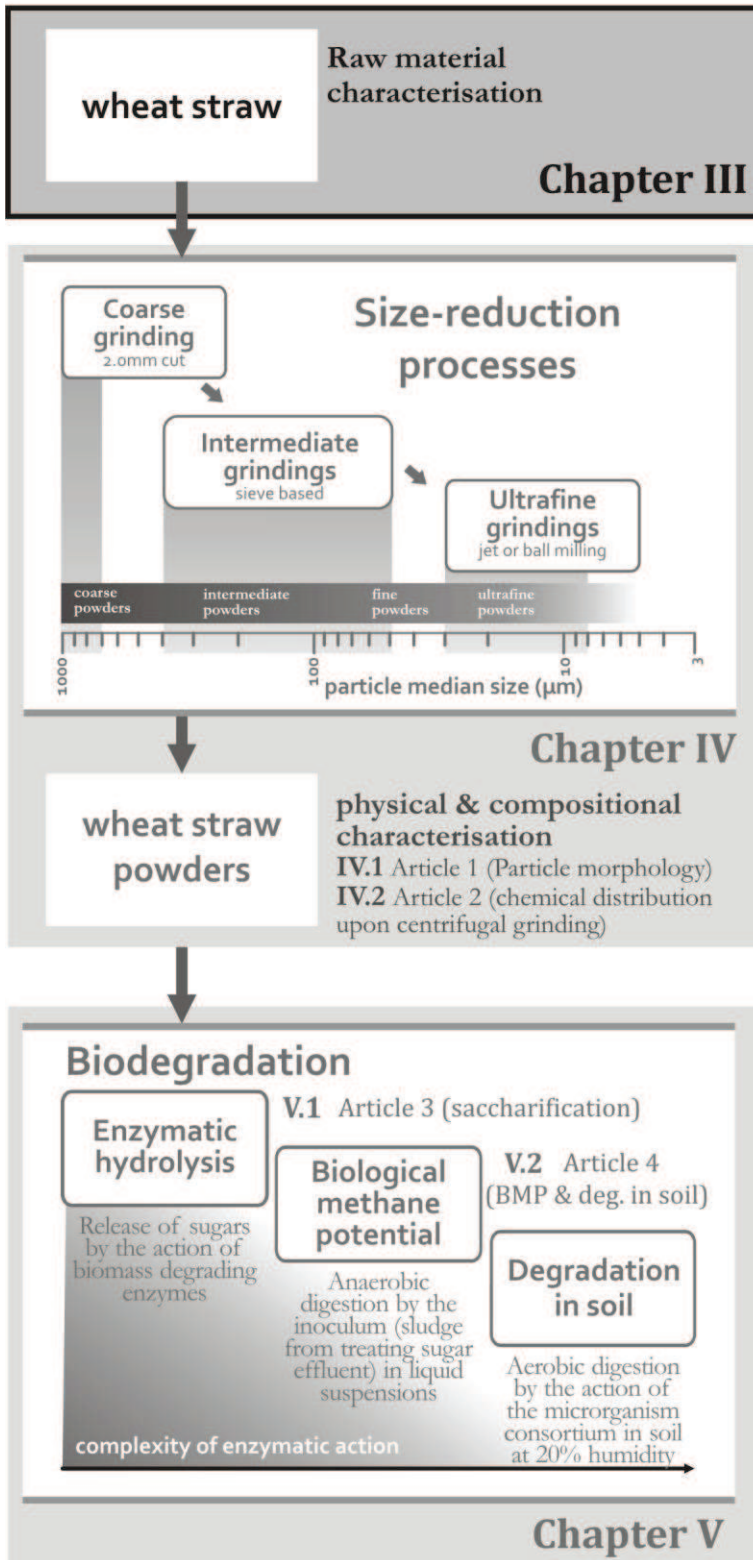 wheat straw
Raw material
characterisation
Chapter III
Coarse
grinding
2.0mm cut
Size-reduction
processes
Intermediate
grindings
sieve based
Ultrafine
grindings
jet or ball milling
coarse
powders
intermediate
powders
fine
powders
ultrafine
powders
1000
100
10
3
particle median size (µm)
Chapter IV
wheat straw
powders
physical & compositional
characterisation
IV.1 Article 1 (Particle morphology)
IV.2 Article 2 (chemical distribution
upon centrifugal grinding)
Biodegradation
V.1 Article 3 (saccharification)
Enzymatic
hydrolysis
Release of sugars
by the action of
biomass degrading
enzymes
Biological
methane
potential
Anaerobic
digestion by the
inoculum (sludge
from treating sugar
effluent) in liquid
suspensions
V.2 Article 4
(BMP & deg. in soil)
Degradation
in soil
Aerobic digestion
by the action of
the microrganism
consortium in soil
at 20% humidity
complexity of enzymatic action
Chapter V